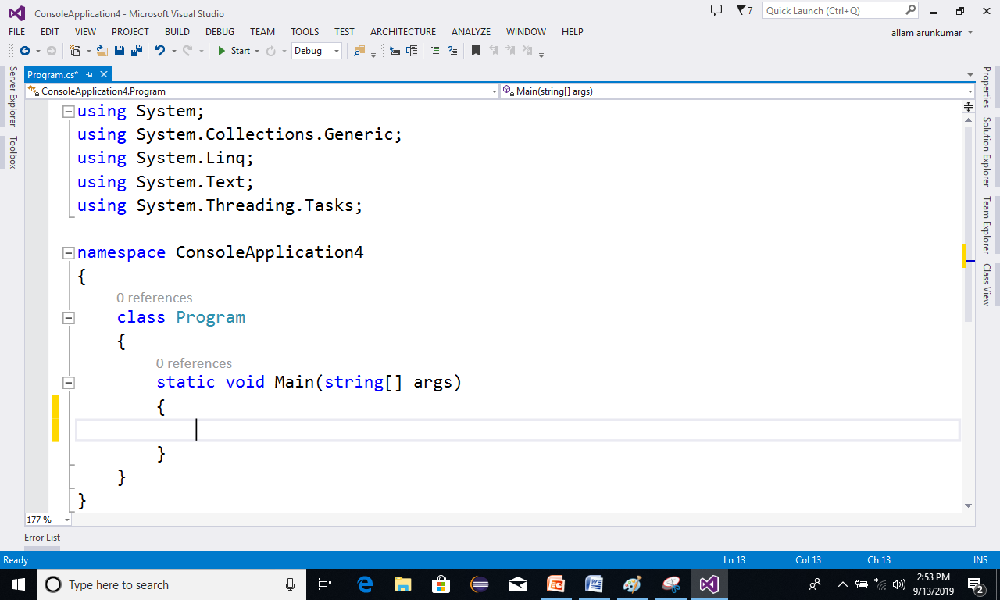 ConsoleApplication4 - Microsoft Visual Studio
7
Quick Launch (Ctrl+Q)
FILE EDIT VIEW PROJECT BUILD DEBUG TEAM TOOLS TEST ARCHITECTURE ANALYZE WINDOW HELP
allam arunkumar
Start
Debug
Server Explorer
Toolbox
Program.cs*
ConsoleApplication4.Program
Main(string[] args)
using System;
using System.Collections.Generic;
using System.Linq;
using System.Text;
using System.Threading.Tasks;
namespace ConsoleApplication4
{
0 references
class Program
{
0 references
static void Main(string[] args)
{
}
}
}
Properties
Solution Explorer
Team Explorer
Class View
177 %
Error List
Ready
Ln 13
Col 13
Ch 13
INS
Type here to search
2:53 PM
9/13/2019
2